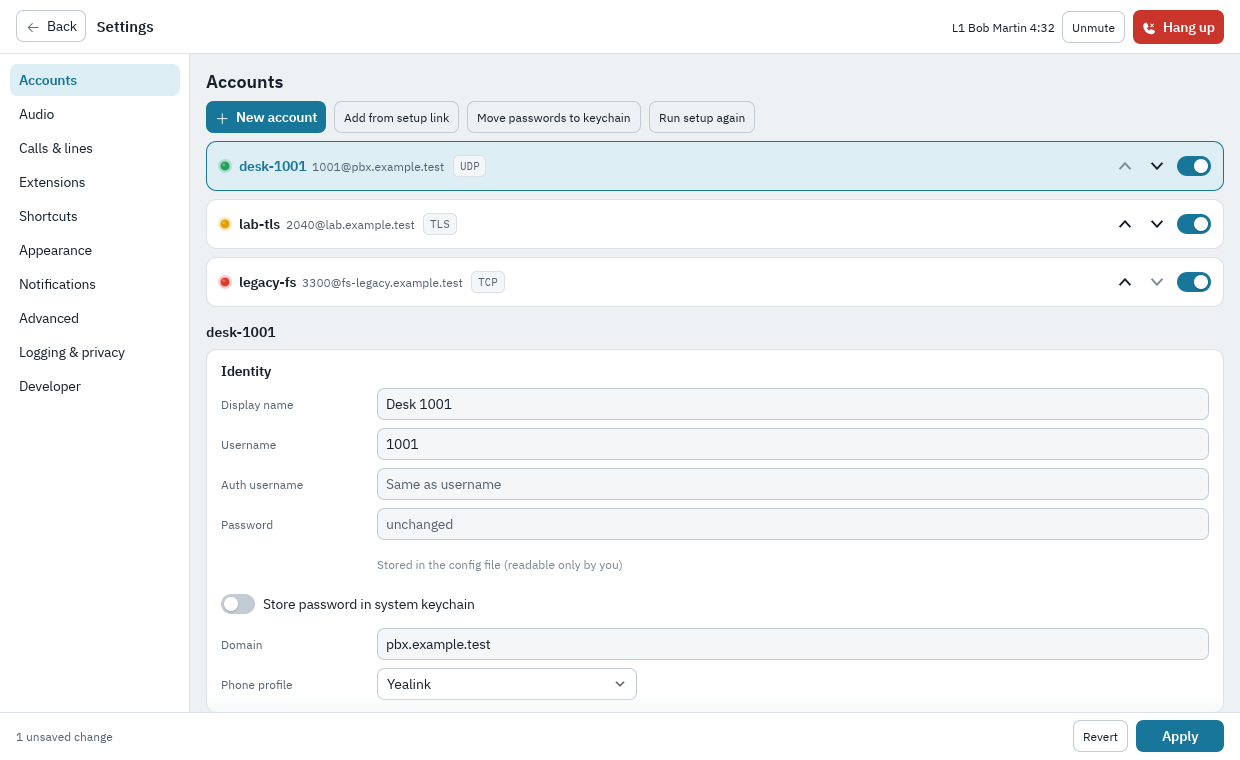 Back
Settings
L1 Bob Martin 4:32
Unmute
Hang up
Accounts
Audio
Calls & lines
Extensions
Shortcuts
Appearance
Notifications
Advanced
Logging & privacy
Developer
Accounts
New account
Add from setup link
Move passwords to keychain
Run setup again
desk-1001 1001@pbx.example.test UDP
lab-tls 2040@lab.example.test TLS
legacy-fs 3300@fs-legacy.example.test TCP
desk-1001
Identity
Display name Desk 1001
Username 1001
Auth username Same as username
Password unchanged
Stored in the config file (readable only by you)
Store password in system keychain
Domain pbx.example.test
Phone profile Yealink
1 unsaved change
Revert
Apply